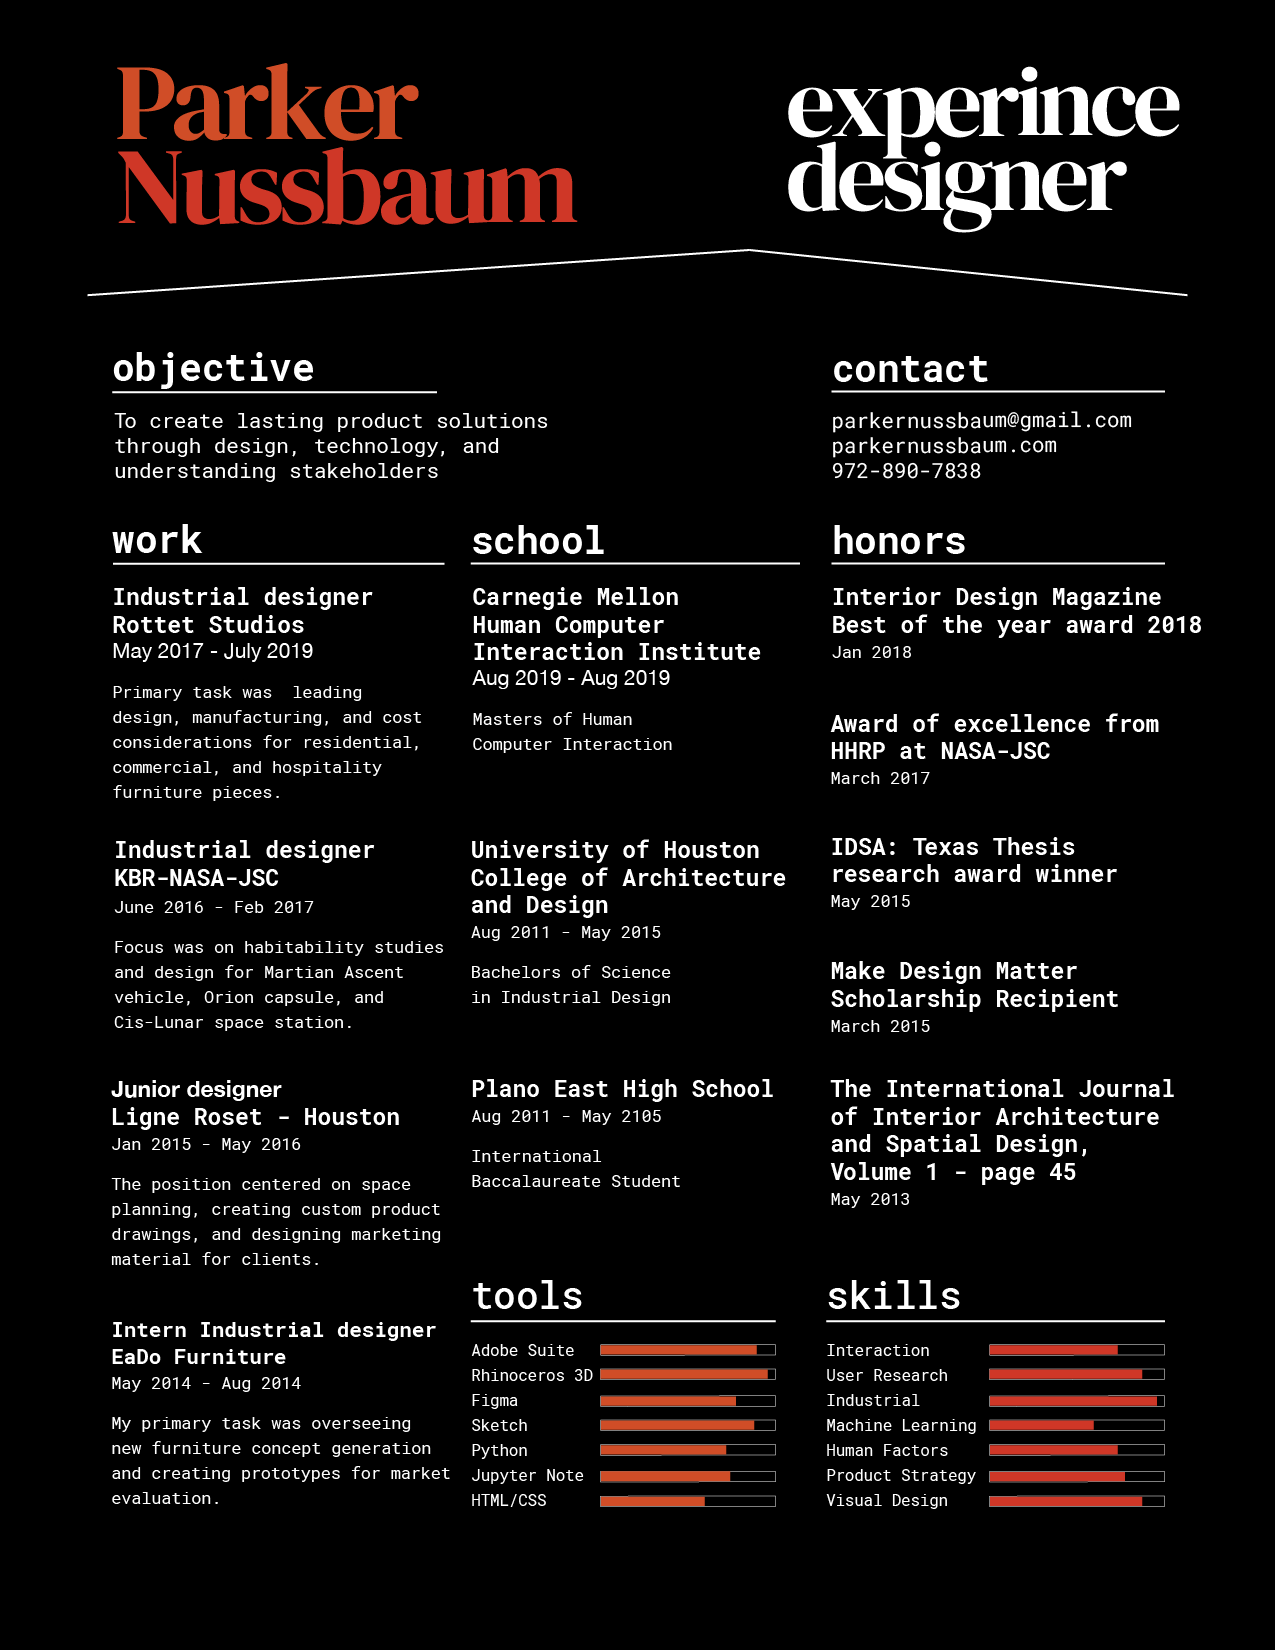 Parker
Nussbaum
experince
designer
objective
To create lasting product solutions
through design, technology, and
understanding stakeholders
contact
parkernussbaum@gmail.com
parkernussbaum.com
972-890-7838
work
Industrial designer
Rottet Studios
May 2017 - July 2019
Primary task was  leading
design, manufacturing, and cost
considerations for residential,
commercial, and hospitality
furniture pieces.
Industrial designer
KBR-NASA-JSC
June 2016 - Feb 2017
Focus was on habitability studies
and design for Martian Ascent
vehicle, Orion capsule, and
Cis-Lunar space station.
Junior designer
Ligne Roset - Houston
Jan 2015 - May 2016
The position centered on space
planning, creating custom product
drawings, and designing marketing
material for clients.
Intern Industrial designer
EaDo Furniture
May 2014 - Aug 2014
My primary task was overseeing
new furniture concept generation
and creating prototypes for market
evaluation.
school
Carnegie Mellon
Human Computer
Interaction Institute
Aug 2019 - Aug 2019
Masters of Human
Computer Interaction
University of Houston
College of Architecture
and Design
Aug 2011 - May 2015
Bachelors of Science
in Industrial Design
Plano East High School
Aug 2011 - May 2105
International
Baccalaureate Student
honors
Interior Design Magazine
Best of the year award 2018
Jan 2018
Award of excellence from
HHRP at NASA-JSC
March 2017
IDSA: Texas Thesis
research award winner
May 2015
Make Design Matter
Scholarship Recipient
March 2015
The International Journal
of Interior Architecture
and Spatial Design,
Volume 1 - page 45
May 2013
tools
Adobe Suite
Rhinoceros 3D
Figma
Sketch
Python
Jupyter Note
HTML/CSS
skills
Interaction
User Research
Industrial
Machine Learning
Human Factors
Product Strategy
Visual Design